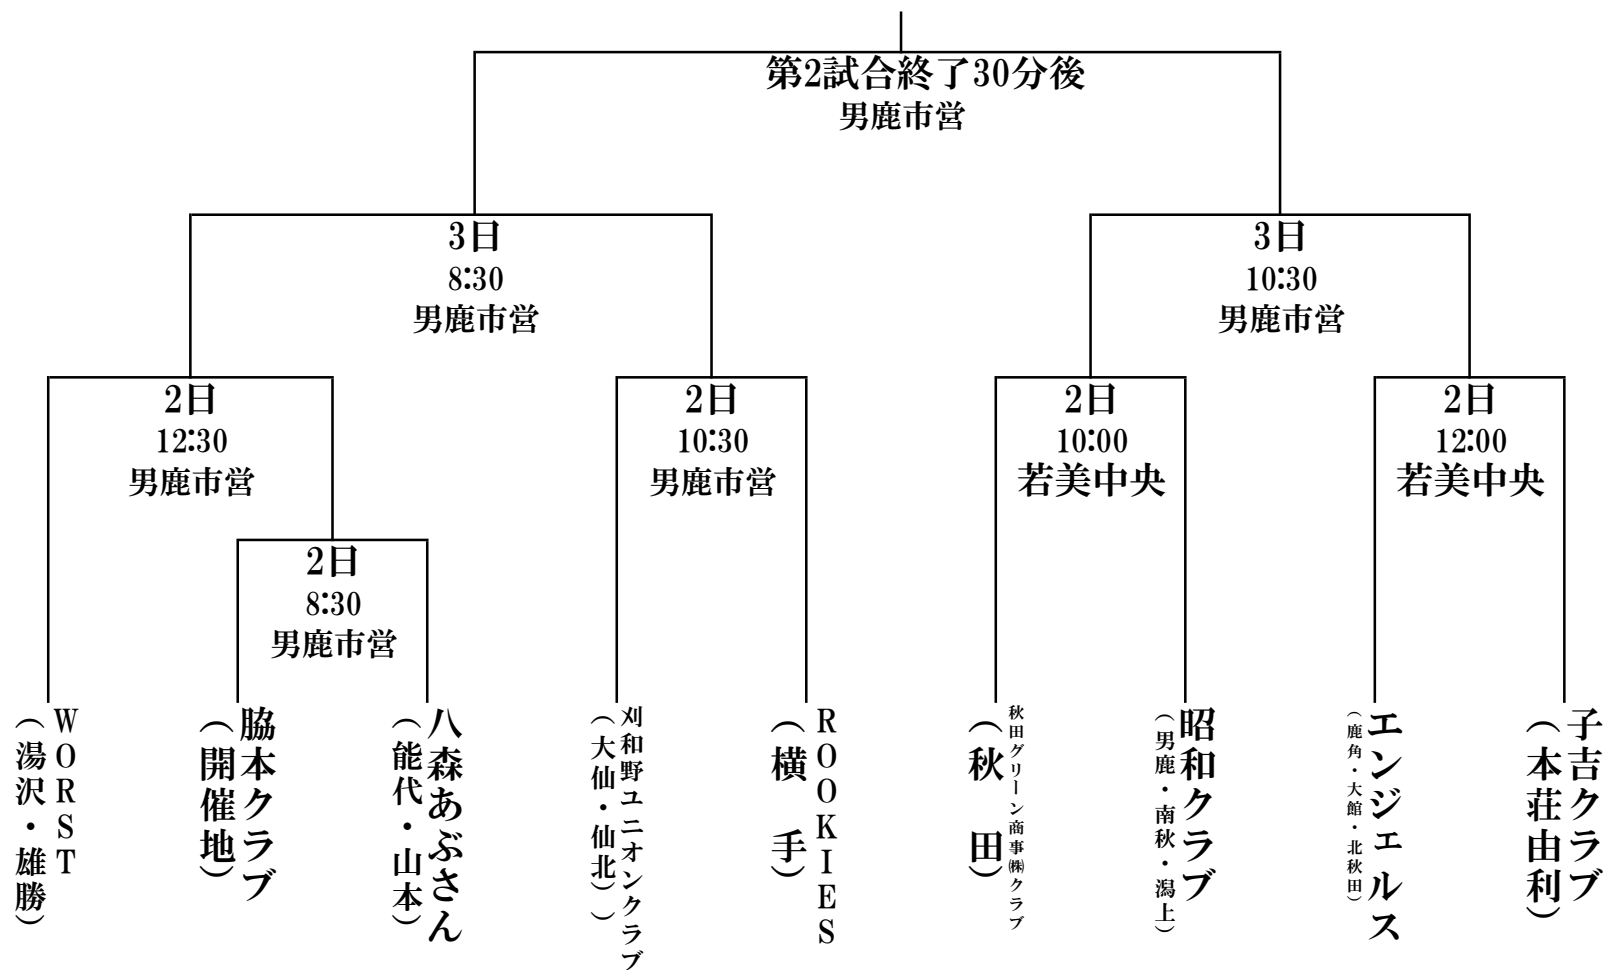 第2試合終了30分後
男鹿市営
3日
8:30
男鹿市営
3日
10:30
男鹿市営
2日
12:30
男鹿市営
2日
10:30
男鹿市営
2日
10:00
若美中央
2日
12:00
若美中央
2日
8:30
男鹿市営
WORST
（湯沢・雄勝）
脇本クラブ
（開催地）
八森あぶさん
（能代・山本）
刈和野ユニオンクラブ
（大仙・仙北））
ROOKIES
（横　手）
秋田グリーン商事㈱クラブ
（秋　田）
昭和クラブ
（男鹿・南秋・潟上）
エンジェルス
（鹿角・大館・北秋田）
子吉クラブ
（本荘由利）